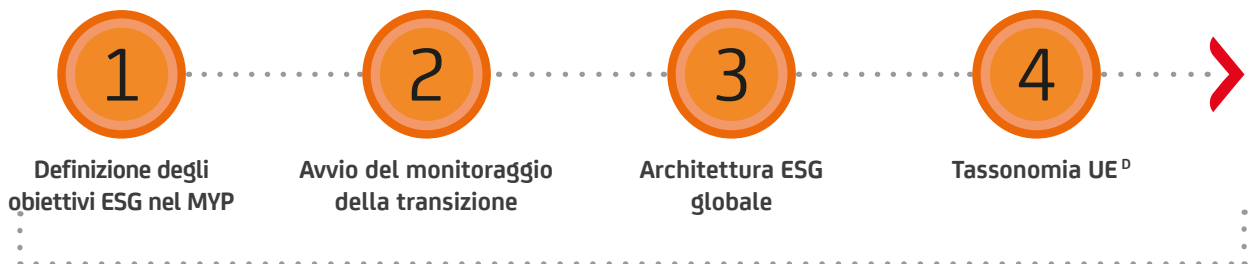 1
2
3
4
Definizione degli
obiettivi ESG nel MYP
Avvio del monitoraggio
della transizione
Architettura ESG
globale
Tassonomia UE D